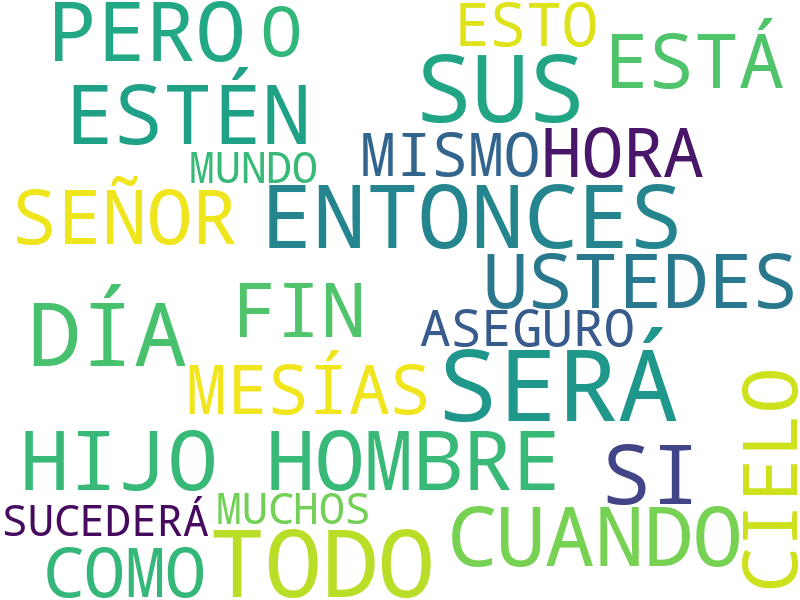 PERO O ESTO ESTÁ
ESTÉN SUS
MUNDO MISMO HORA
SEÑOR ENTONCES
USTEDES
DÍA FIN ASEGURO
MESÍAS SERÁ
CIELO
HIJO HOMBRE SI
SUCEDERÁ MUCHOS CUANDO
COMO TODO